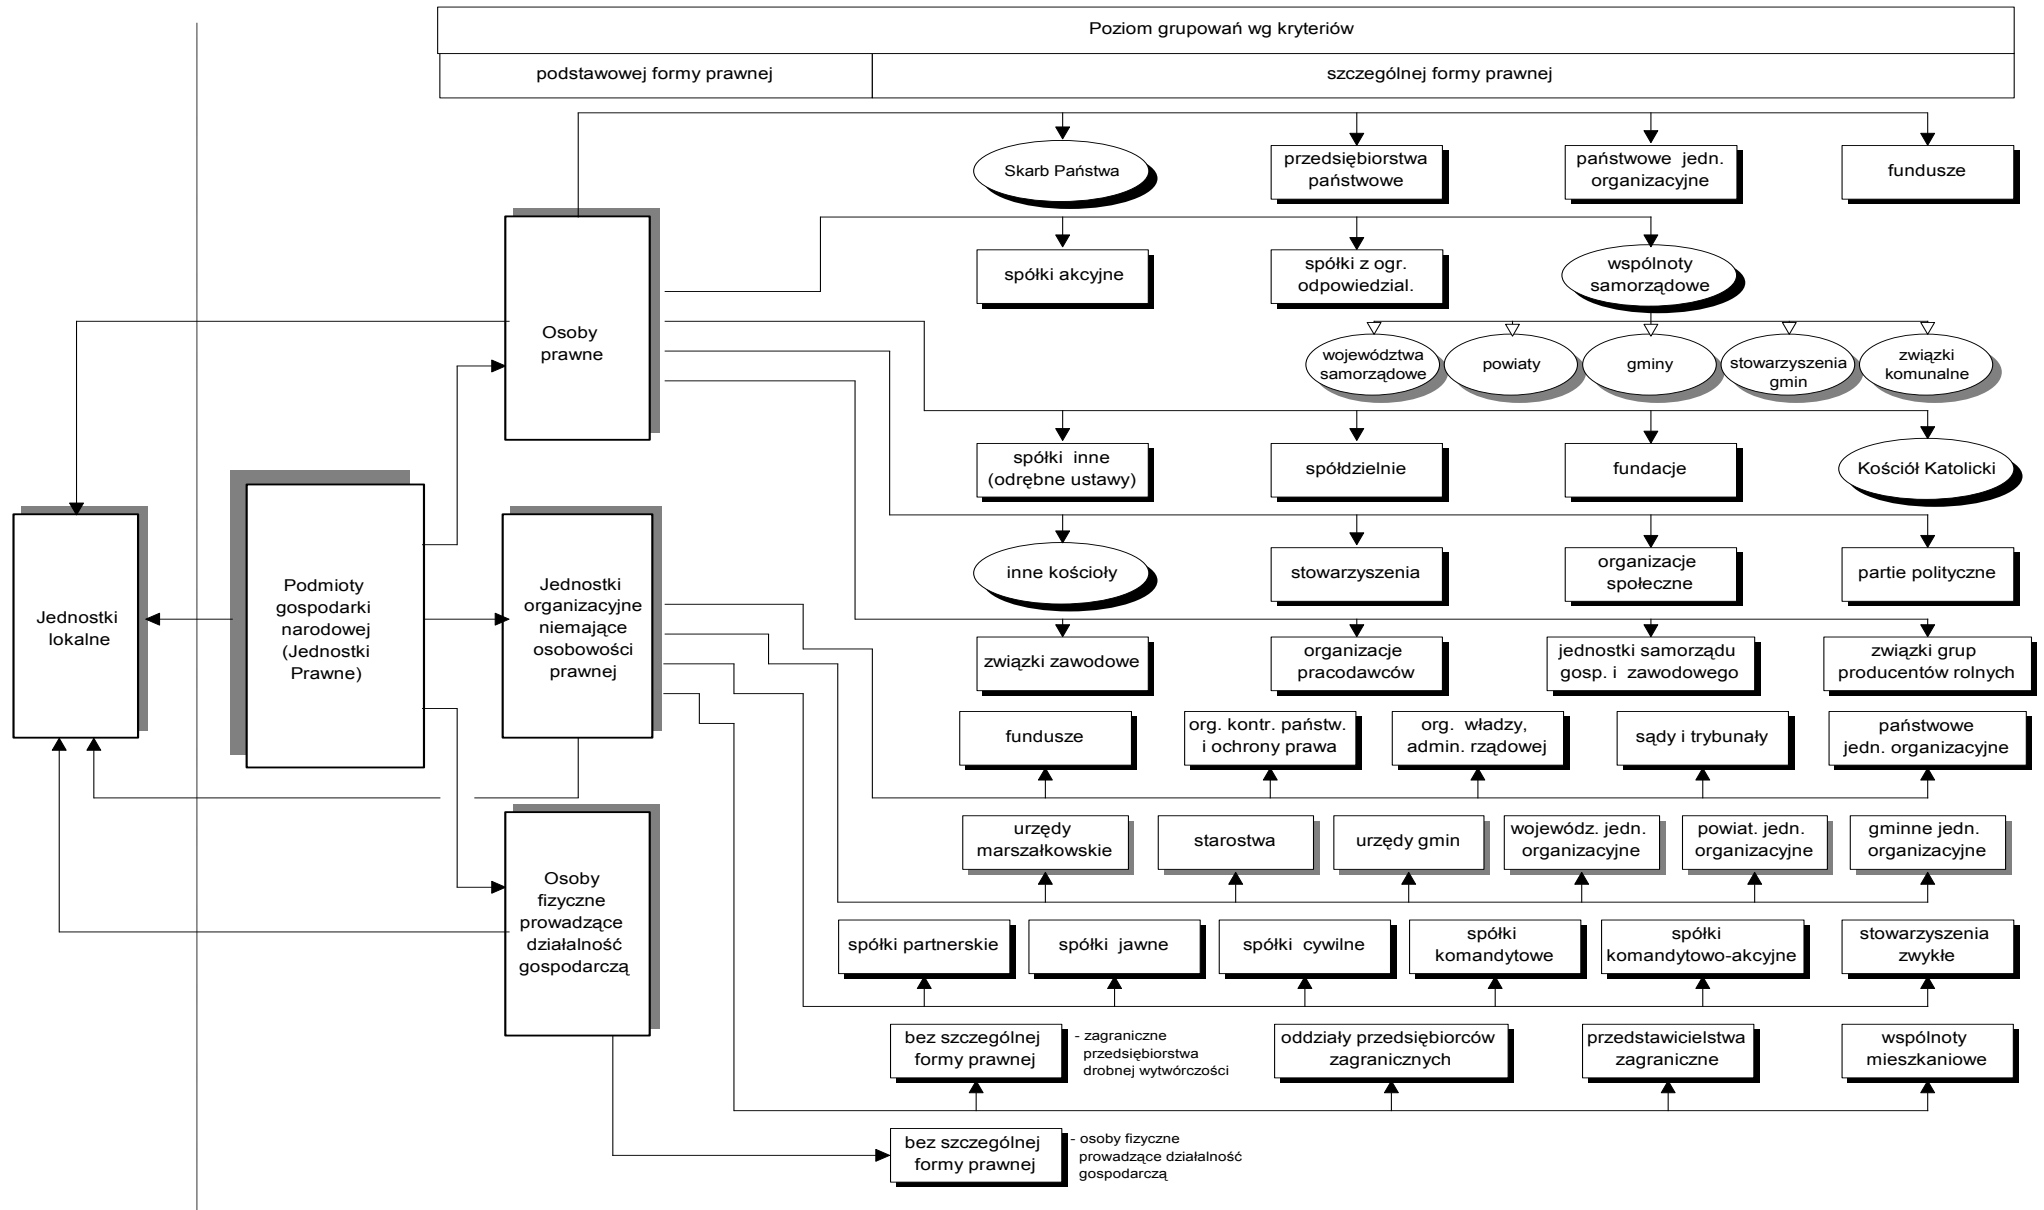 Poziom grupowań wg kryteriów
podstawowej formy prawnej
szczególnej formy prawnej
Skarb Państwa
przedsiębiorstwa
państwowe
państwowe jedn.
organizacyjne
fundusze
spółki akcyjne
spółki z ogr.
odpowiedzial.
wspólnoty
samorządowe
Osoby
prawne
województwa
samorządowe
powiaty
gminy
stowarzyszenia
gmin
związki
komunalne
spółki inne
(odrębne ustawy)
spółdzielnie
fundacje
Kościół Katolicki
Jednostki
lokalne
Podmioty
gospodarki
narodowej
(Jednostki
Prawne)
Jednostki
organizacyjne
niemające
osobowości
prawnej
inne kościoły
stowarzyszenia
organizacje
społeczne
partie polityczne
związki zawodowe
organizacje
pracodawców
jednostki samorządu
gosp. i zawodowego
związki grup
producentów rolnych
fundusze
org. kontr. państw.
i ochrony prawa
org. władzy,
admin. rządowej
sądy i trybunały
państwowe
jedn. organizacyjne
urzędy
marszałkowskie
starostwa
urzędy gmin
wojewódz. jedn.
organizacyjne
powiat. jedn.
organizacyjne
gminne jedn.
organizacyjne
Osoby
fizyczne
prowadzące
działalność
gospodarczą
spółki partnerskie
spółki jawne
spółki cywilne
spółki
komandytowe
spółki
komandytowo-akcyjne
stowarzyszenia
zwykłe
bez szczególnej
formy prawnej
- zagraniczne
przedsiębiorstwa
drobnej wytwórczości
oddziały przedsiębiorców
zagranicznych
przedstawicielstwa
zagraniczne
wspólnoty
mieszkaniowe
bez szczególnej
formy prawnej
- osoby fizyczne
prowadzące działalność
gospodarczą